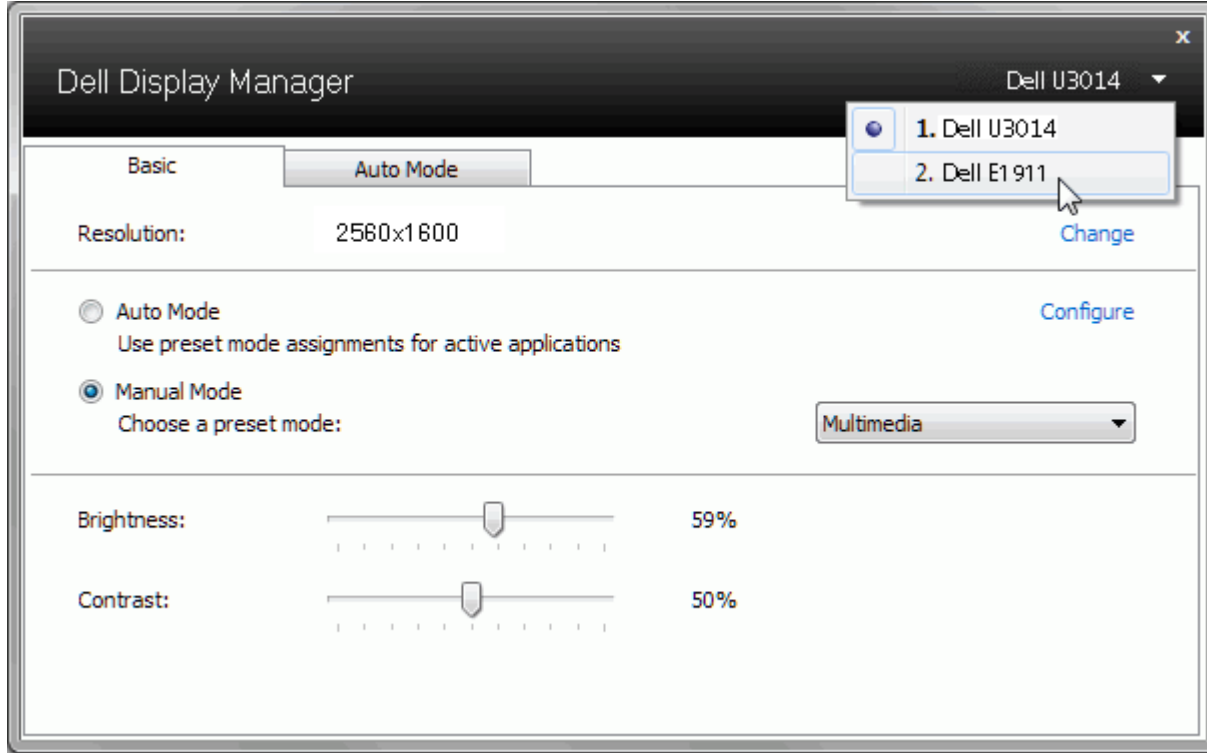 x
Dell Display Manager
Dell U3014
1. Dell U3014
2. Dell E1911
Basic
Auto Mode
Resolution:
2560x1600
Change
Auto Mode
Configure
Use preset mode assignments for active applications
Manual Mode
Choose a preset mode:
Multimedia
Brightness:
59%
Contrast:
50%